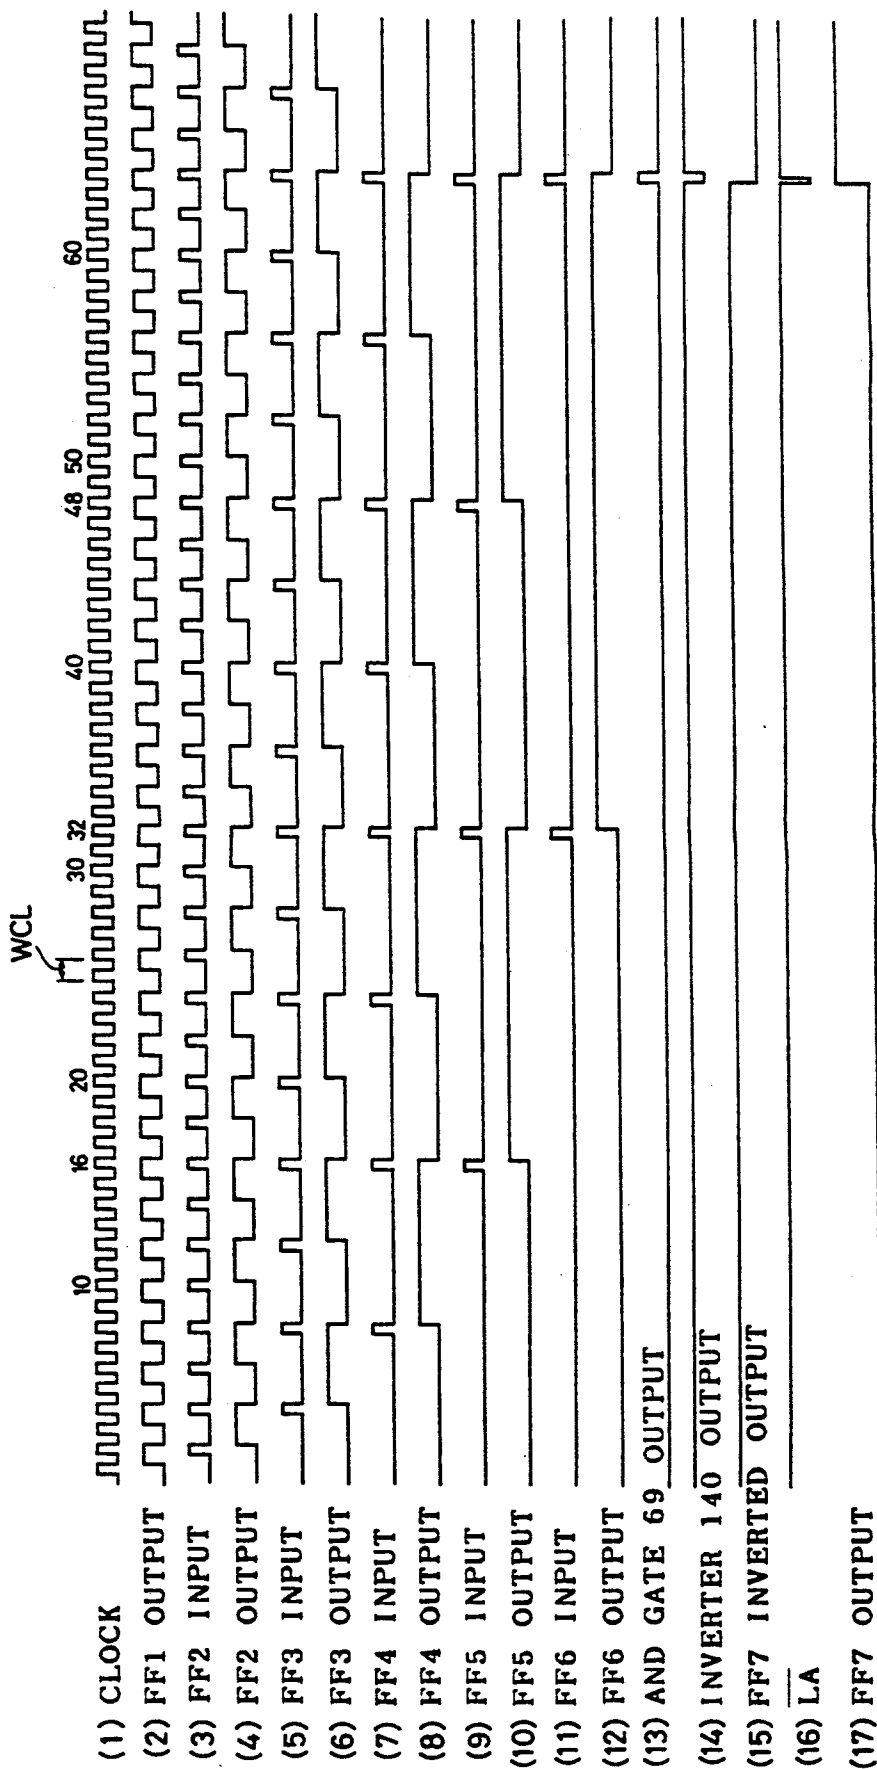 WCL
10 16 20 30 32 40 48 50 60
(1) CLOCK
(2) FF1 OUTPUT
(3) FF2 INPUT
(4) FF2 OUTPUT
(5) FF3 INPUT
(6) FF3 OUTPUT
(7) FF4 INPUT
(8) FF4 OUTPUT
(9) FF5 INPUT
(10) FF5 OUTPUT
(11) FF6 INPUT
(12) FF6 OUTPUT
(13) AND GATE 69 OUTPUT
(14) INVERTER 140 OUTPUT
(15) FF7 INVERTED OUTPUT
(16) L̅A̅
(17) FF7 OUTPUT